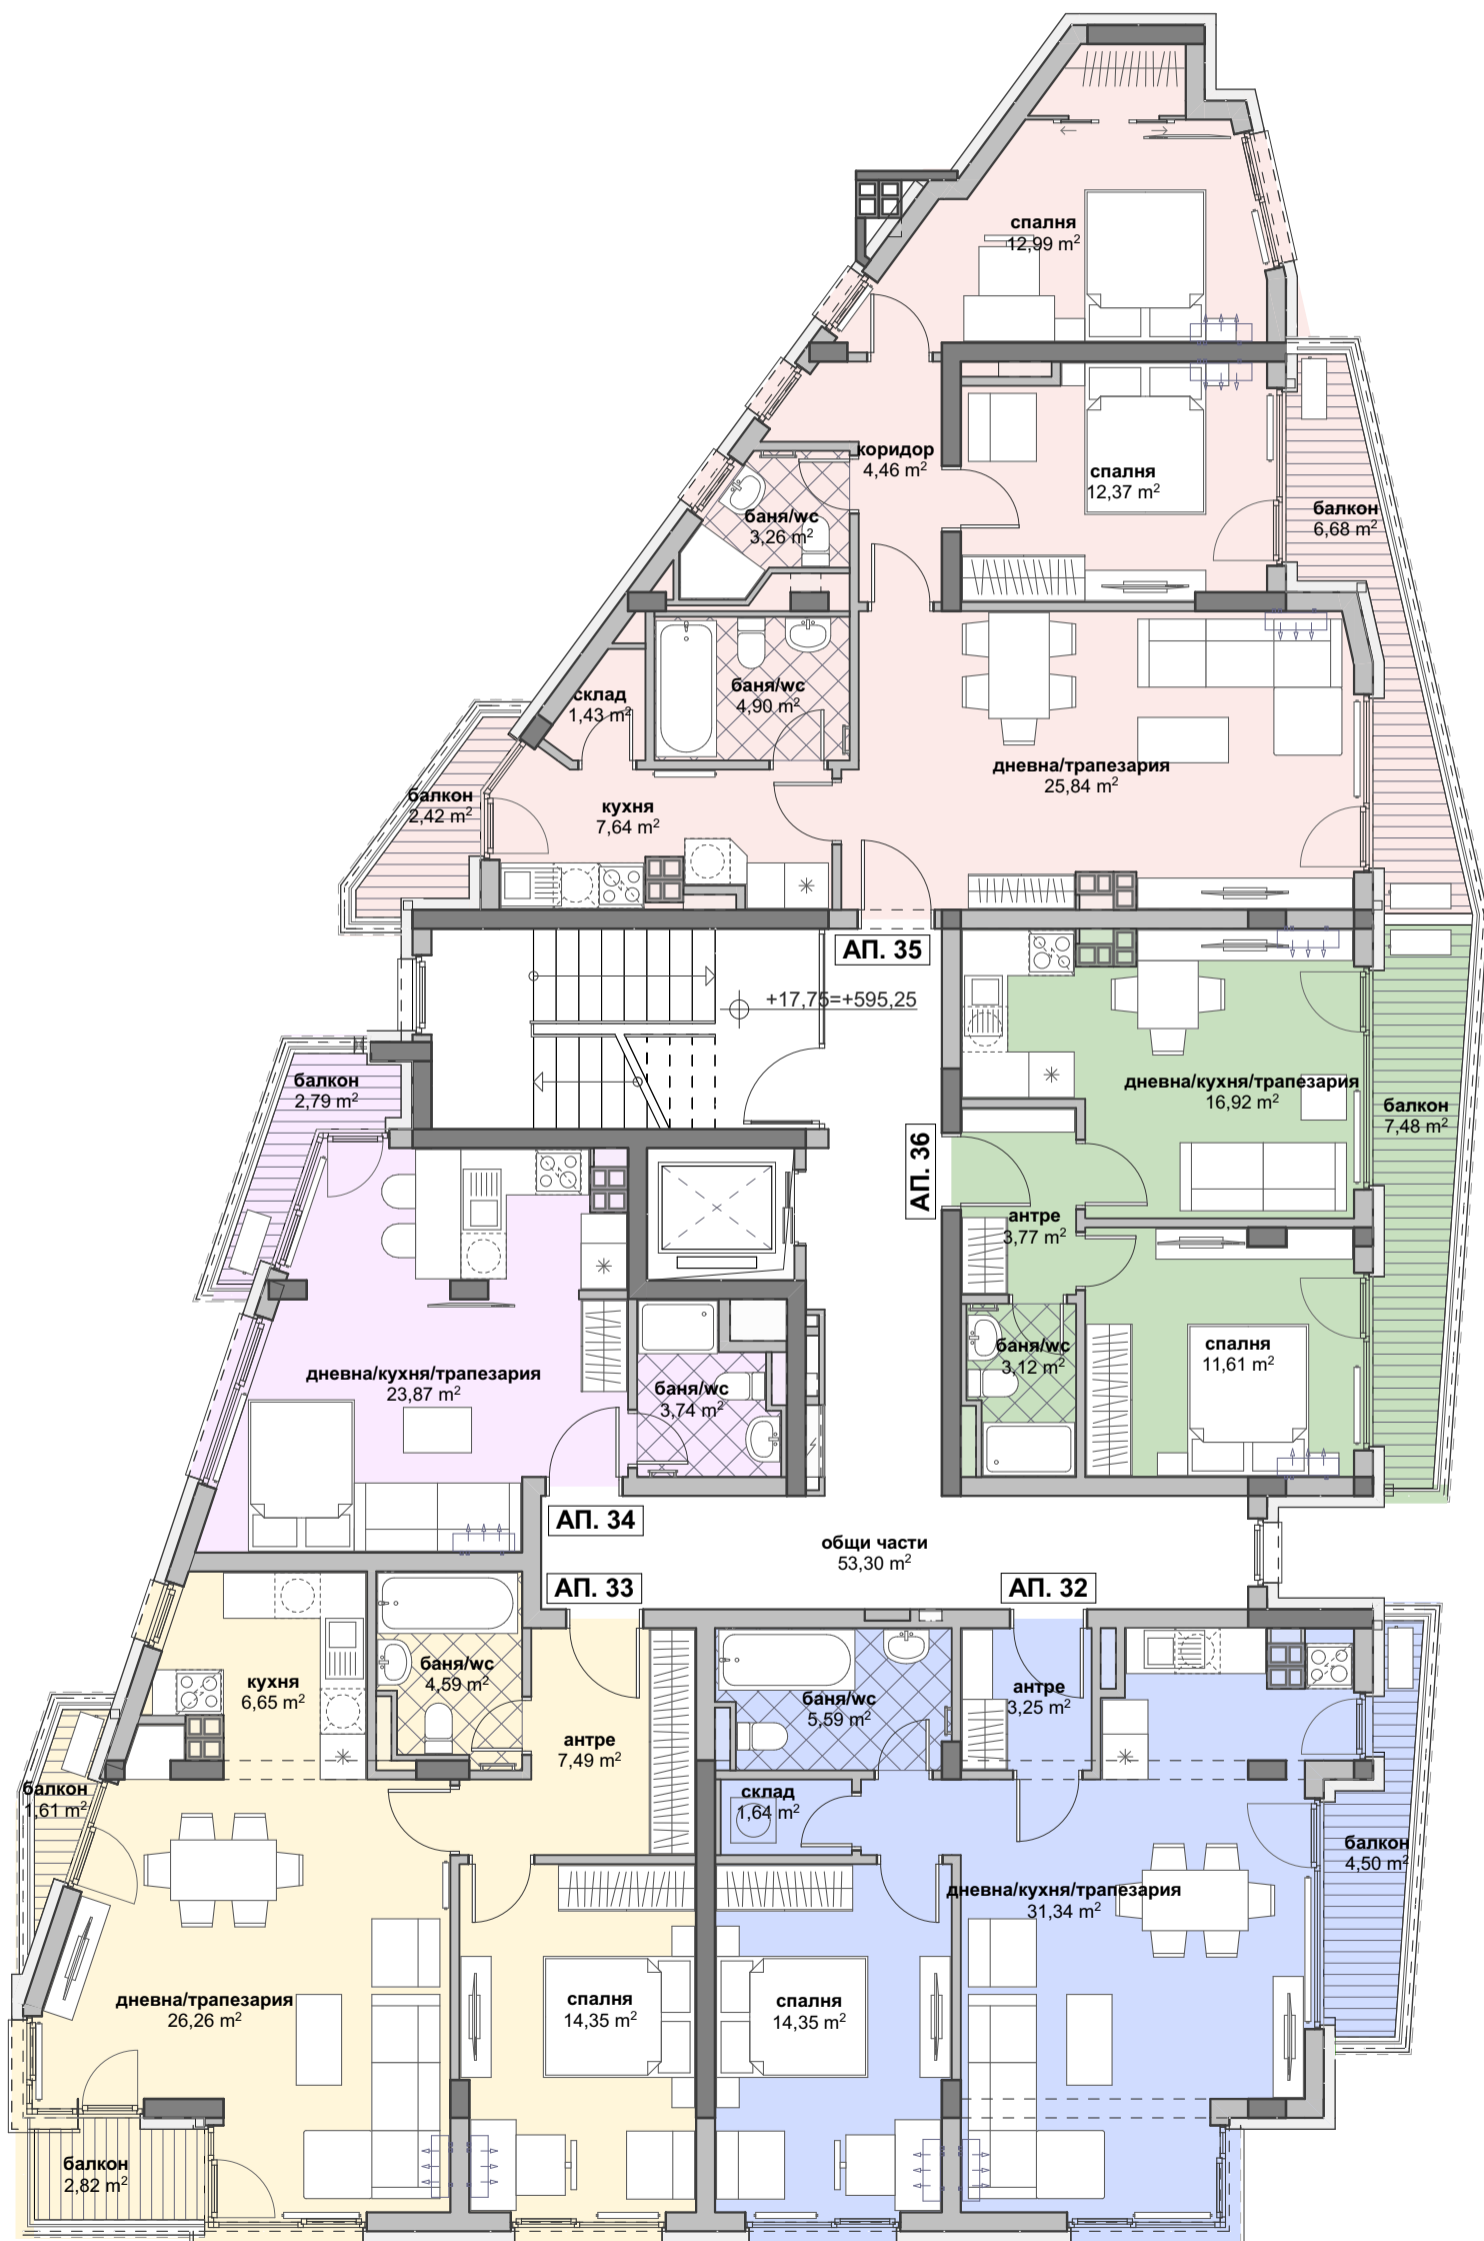 спалня
12,99 m²
коридор
4,46 m²
спалня
12,37 m²
баня/wc
3,26 m²
балкон
6,68 m²
склад
1,43 m²
баня/wc
4,90 m²
дневна/трапезария
25,84 m²
балкон
2,42 m²
кухня
7,64 m²
АП. 35
+17,75=+595,25
балкон
2,79 m²
дневна/кухня/трапезария
16,92 m²
балкон
7,48 m²
АП. 36
антре
3,77 m²
баня/wc
3,12 m²
спалня
11,61 m²
дневна/кухня/трапезария
23,87 m²
баня/wc
3,74 m²
АП. 34
общи части
53,30 m²
АП. 33
АП. 32
кухня
6,65 m²
баня/wc
4,59 m²
антре
7,49 m²
баня/wc
5,59 m²
антре
3,25 m²
балкон
1,61 m²
склад
1,64 m²
балкон
4,50 m²
дневна/кухня/трапезария
31,34 m²
дневна/трапезария
26,26 m²
спалня
14,35 m²
спалня
14,35 m²
балкон
2,82 m²